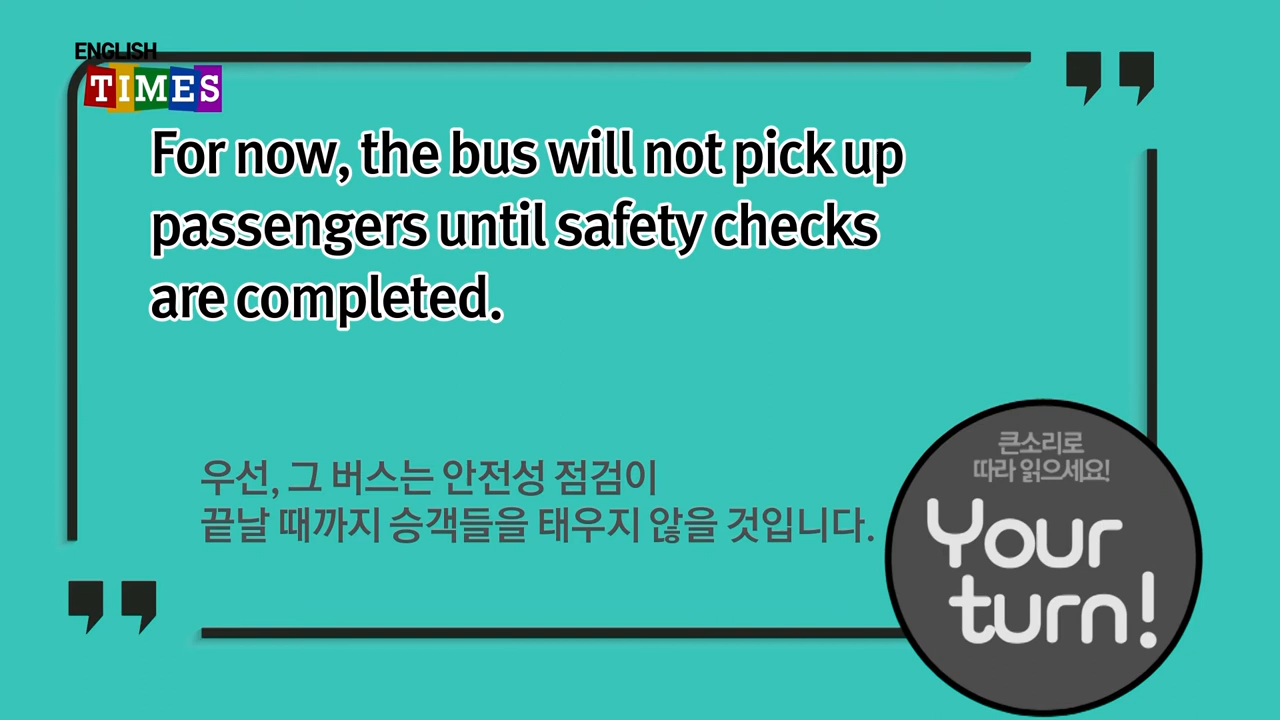 ENGLISH
TIMES
For now, the bus will not pick up
passengers until safety checks
are completed.
우선, 그 버스는 안전성 점검이
끝날 때까지 승객들을 태우지 않을 것입니다.
큰소리로
따라 읽으세요!
Your
turn!